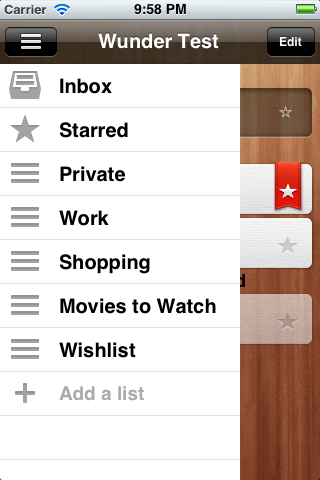 Carrier 9:58 PM
Wunder Test
Edit
Inbox
Starred
Private
Work
Shopping
Movies to Watch
Wishlist
Add a list